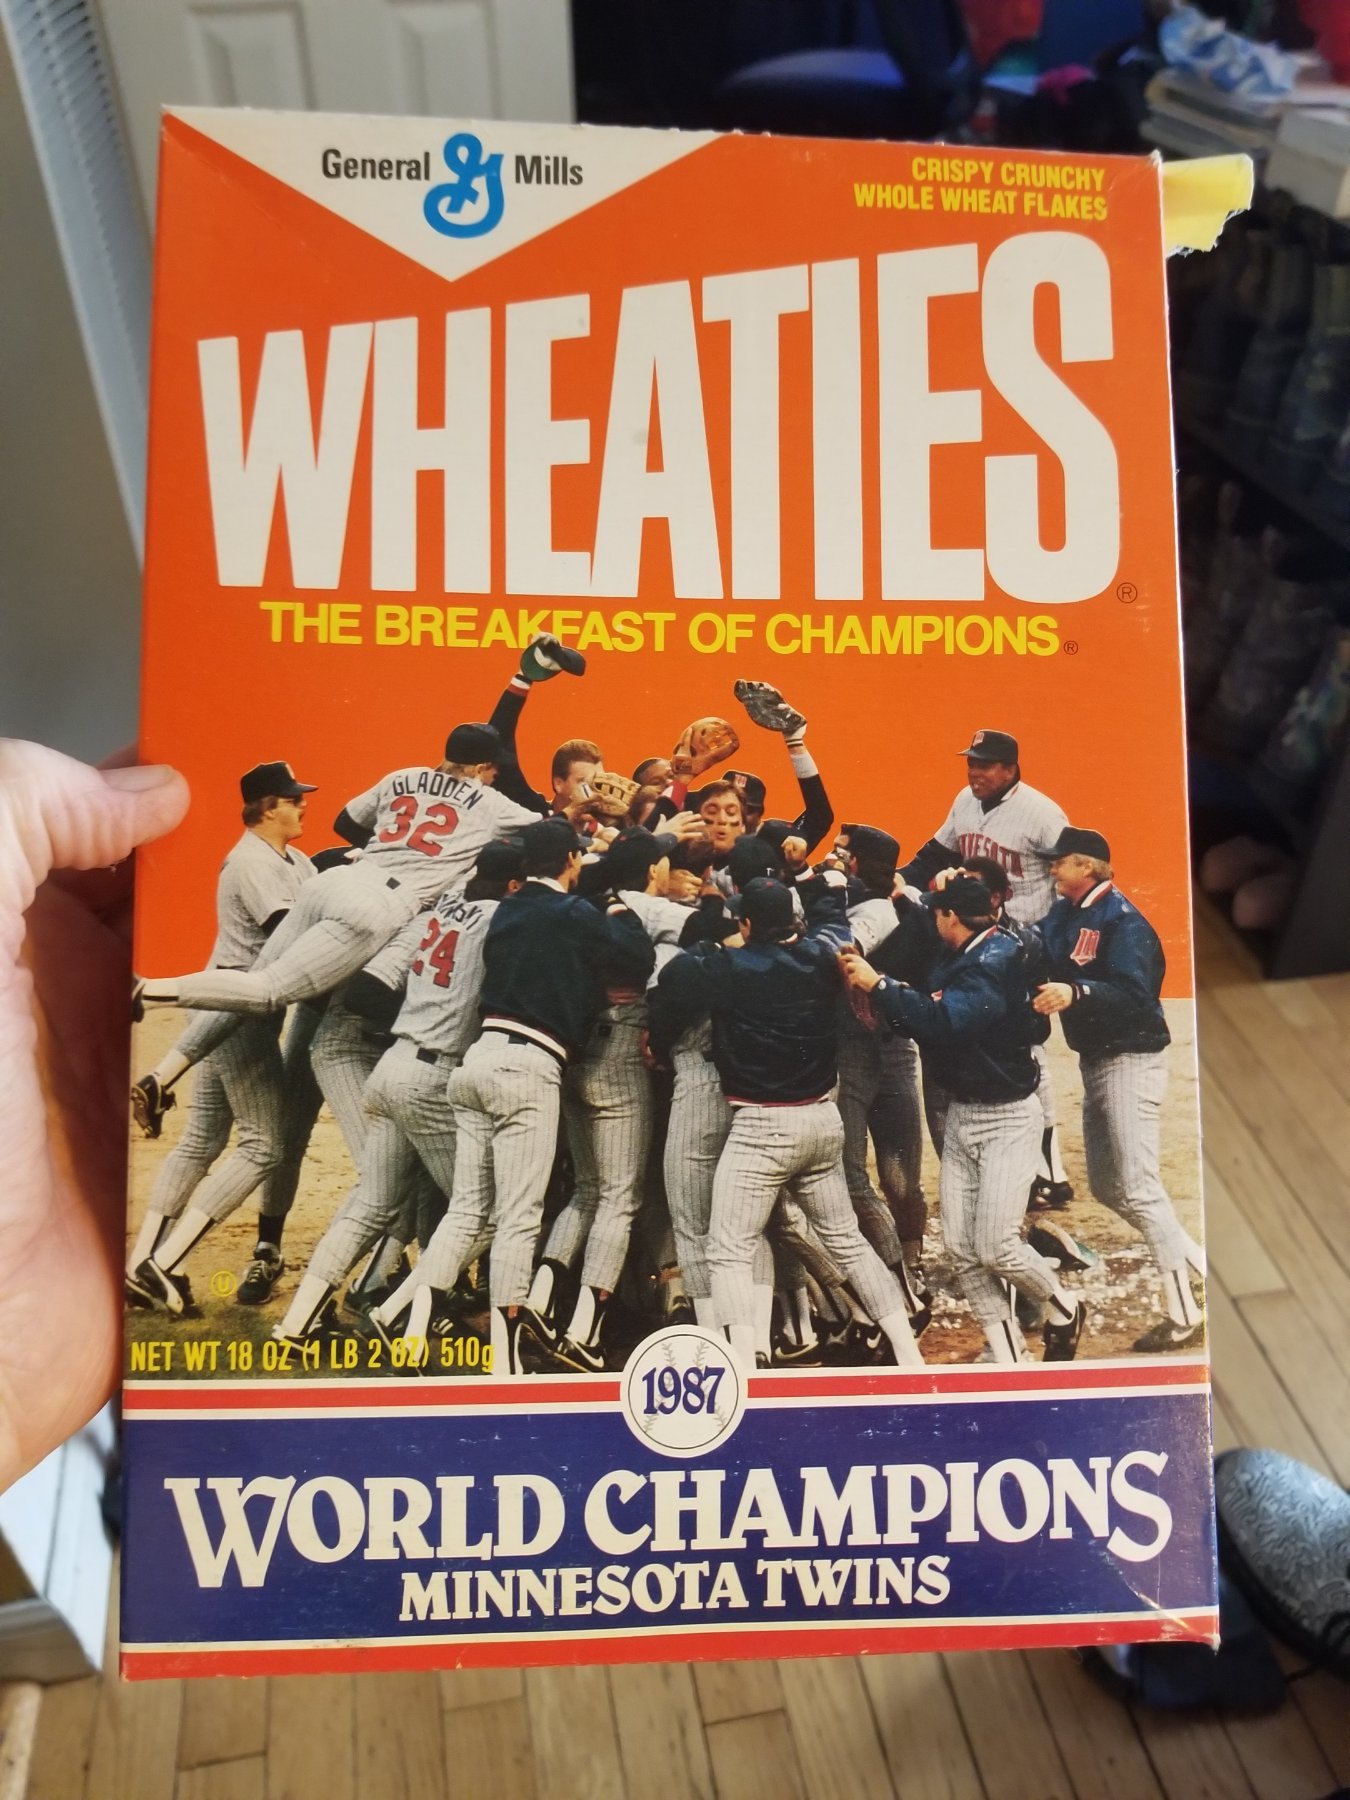 General Mills
CRISPY CRUNCHY
WHOLE WHEAT FLAKES
WHEATIES®
THE BREAKFAST OF CHAMPIONS®
GLADDEN
32
24
U
NET WT 18 OZ (1 LB 2 OZ) 510g
1987
WORLD CHAMPIONS
MINNESOTA TWINS